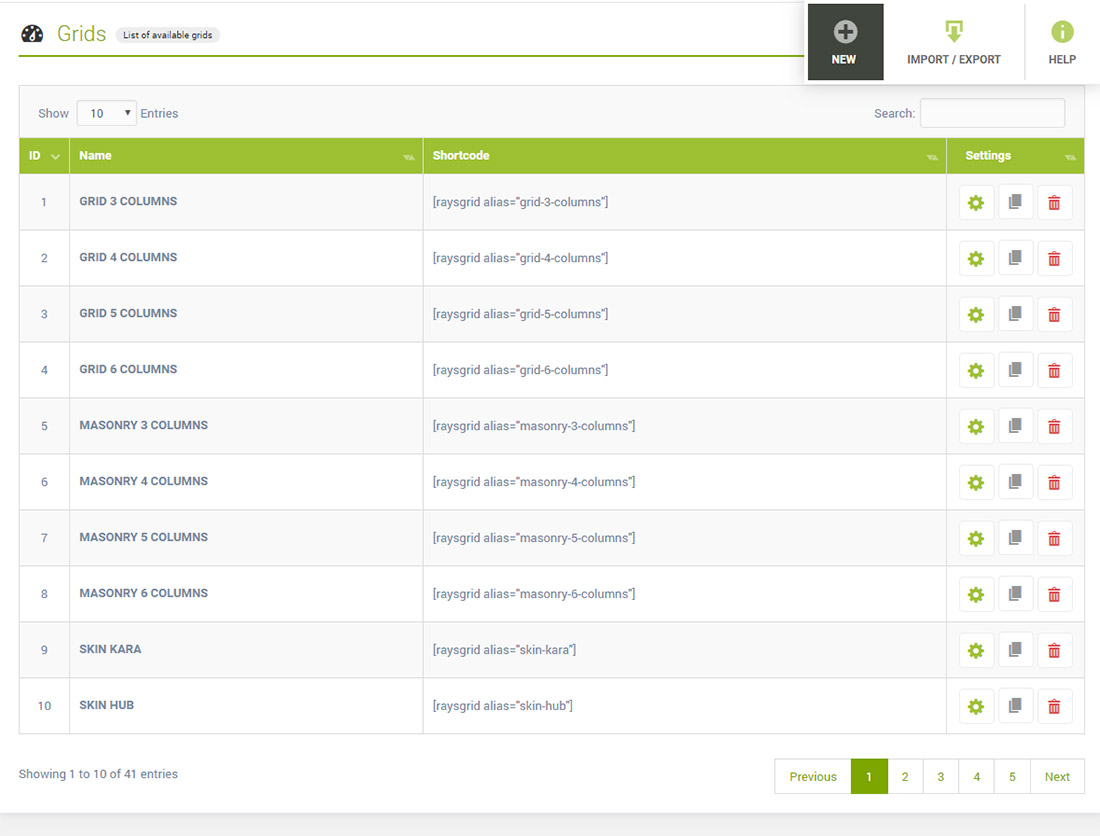 Grids List of available grids
NEW IMPORT / EXPORT HELP
Show 10 Entries Search:
ID Name Shortcode Settings
1 GRID 3 COLUMNS [raysgrid alias="grid-3-columns"]
2 GRID 4 COLUMNS [raysgrid alias="grid-4-columns"]
3 GRID 5 COLUMNS [raysgrid alias="grid-5-columns"]
4 GRID 6 COLUMNS [raysgrid alias="grid-6-columns"]
5 MASONRY 3 COLUMNS [raysgrid alias="masonry-3-columns"]
6 MASONRY 4 COLUMNS [raysgrid alias="masonry-4-columns"]
7 MASONRY 5 COLUMNS [raysgrid alias="masonry-5-columns"]
8 MASONRY 6 COLUMNS [raysgrid alias="masonry-6-columns"]
9 SKIN KARA [raysgrid alias="skin-kara"]
10 SKIN HUB [raysgrid alias="skin-hub"]
Showing 1 to 10 of 41 entries Previous 1 2 3 4 5 Next